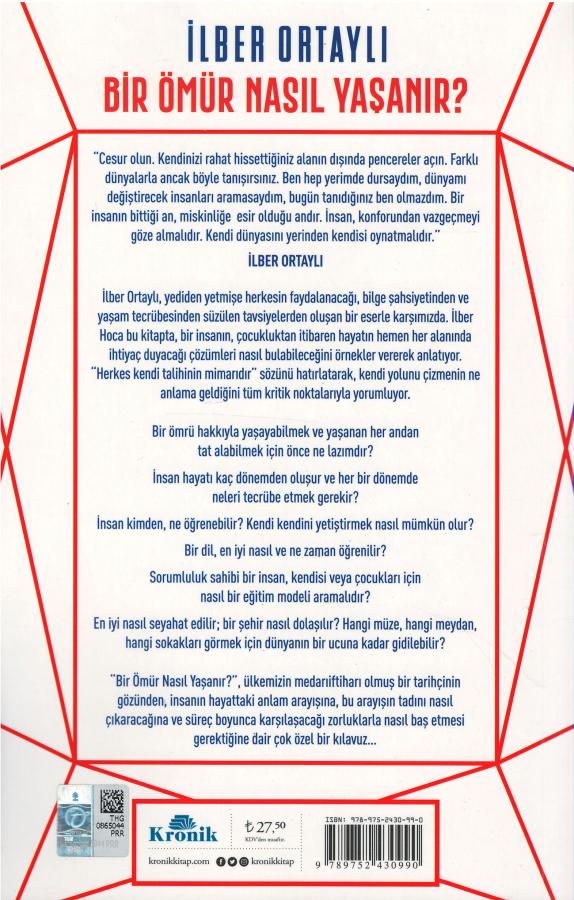 İLBER ORTAYLI
BİR ÖMÜR NASIL YAŞANIR?
“Cesur olun. Kendinizi rahat hissettiğiniz alanın dışında pencereler açın. Farklı
dünyalarla ancak böyle tanışırsınız. Ben hep yerimde dursaydım, dünyamı
değiştirecek insanları aramasaydım, bugün tanıdığınız ben olmazdım. Bir
insanın bittiği an, miskinliğe esir olduğu andır. İnsan, konforundan vazgeçmeyi
göze almalıdır. Kendi dünyasını yerinden kendisi oynatmalıdır.”
İLBER ORTAYLI
İlber Ortaylı, yediden yetmişe herkesin faydalanacağı, bilge şahsiyetinden ve
yaşam tecrübesinden süzülen tavsiyelerden oluşan bir eserle karşımızda. İlber
Hoca bu kitapta, bir insanın, çocukluktan itibaren hayatın hemen her alanında
ihtiyaç duyacağı çözümleri nasıl bulabileceğini örnekler vererek anlatıyor.
“Herkes kendi talihinin mimarıdır” sözünü hatırlatarak, kendi yolunu çizmenin ne
anlama geldiğini tüm kritik noktalarıyla yorumluyor.
Bir ömrü hakkıyla yaşayabilmek ve yaşanan her andan
tat alabilmek için önce ne lazımdır?
İnsan hayatı kaç dönemden oluşur ve her bir dönemde
neleri tecrübe etmek gerekir?
İnsan kimden, ne öğrenebilir? Kendi kendini yetiştirmek nasıl mümkün olur?
Bir dil, en iyi nasıl ve ne zaman öğrenilir?
Sorumluluk sahibi bir insan, kendisi veya çocukları için
nasıl bir eğitim modeli aramalıdır?
En iyi nasıl seyahat edilir; bir şehir nasıl dolaşılır? Hangi müze, hangi meydan,
hangi sokakları görmek için dünyanın bir ucuna kadar gidilebilir?
“Bir Ömür Nasıl Yaşanır?”, ülkemizin medarıiftiharı olmuş bir tarihçinin
gözünden, insanın hayattaki anlam arayışına, bu arayışın tadını nasıl
çıkaracağına ve süreç boyunca karşılaşacağı zorluklarla nasıl baş etmesi
gerektiğine dair çok özel bir kılavuz...
THG
0865044
PRR
Kronik
kronikkitap.com
kronikkitap
₺27,50
KDV'den muaftır.
ISBN: 978-975-2430-99-0
9 789752 430990